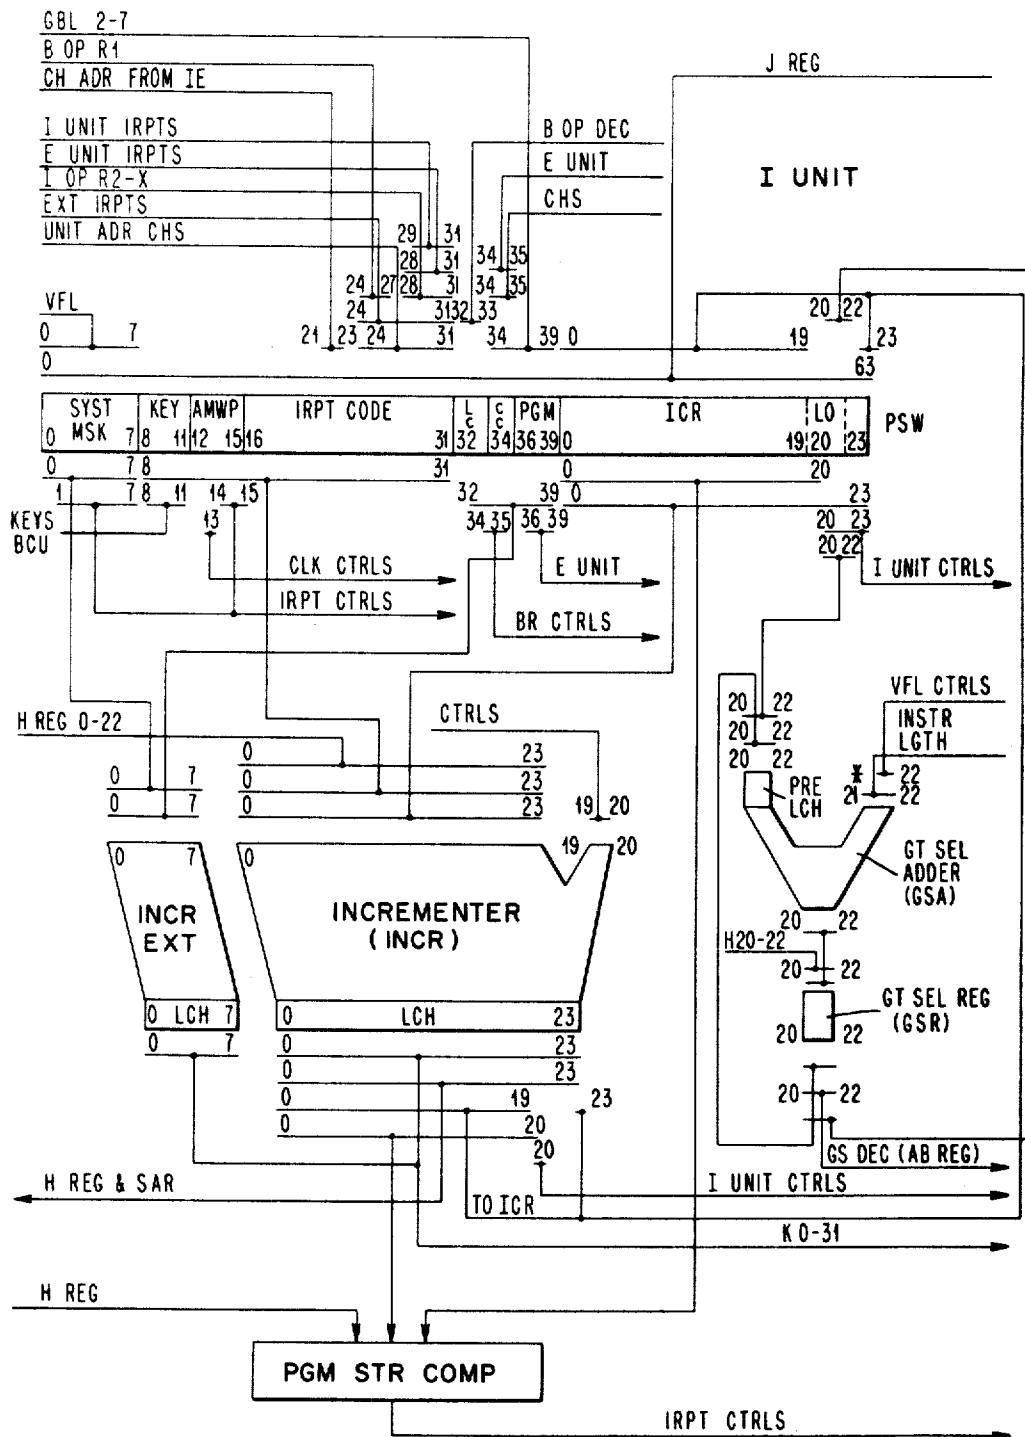 GBL 2-7
B OP R1
CH ADR FROM IE
J REG
I UNIT IRPTS
B OP DEC
E UNIT IRPTS
E UNIT
I OP R2-X
I UNIT
EXT IRPTS
CHS
UNIT ADR CHS
29 31
28 31 34 35
24 27 28 31 34 35
VFL
24 31 32 33
20 22
0 7
21 23 24 31 34 39 0 19 23
0 63
SYST MSK KEY AMWP IRPT CODE LC CC PGM ICR LO PSW
0 7 8 11 12 15 16 31 32 34 36 39 0 19 20 23
0 7 8 31 0 20
1 7 8 11 14 15 32 39 0 23
KEYS
BCU
13
34 35 36 39
20 23
20 22
CLK CTRLS
E UNIT
I UNIT CTRLS
IRPT CTRLS
BR CTRLS
H REG 0-22
CTRLS
VFL CTRLS
20 22
INSTR
LGTH
20 22
0 23
20 22
0 7
0 23
PRE
LCH
* 22
0 7
0 23
19 20
21 22
0 7
0 19 20
GT SEL
ADDER
(GSA)
INCR
EXT
INCREMENTER
(INCR)
20 22
H20-22
20 22
0 LCH 7
0 LCH 23
GT SEL REG
(GSR)
20 22
0 7
0 23
0 23
0 19 23
20 22
0 20
20
GS DEC (AB REG)
H REG & SAR
I UNIT CTRLS
TO ICR
K 0-31
H REG
PGM STR COMP
IRPT CTRLS